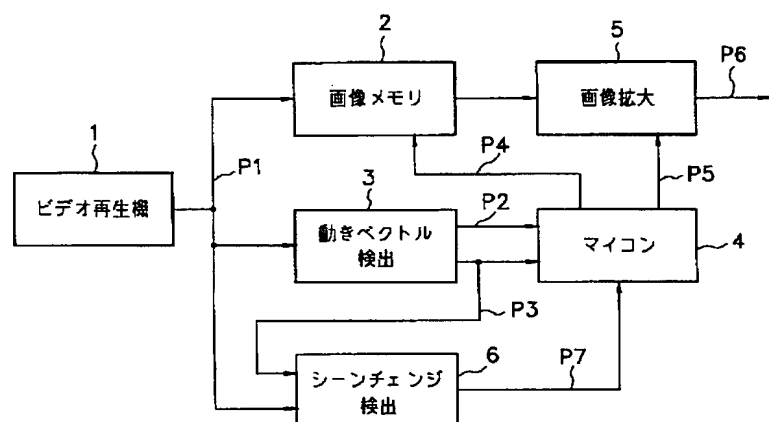 2
5
P6
画像メモリ
画像拡大
1
P1
P4
P5
ビデオ再生機
3
P2
動きベクトル
検出
マイコン
4
P3
6
シーンチェンジ
検出
P7